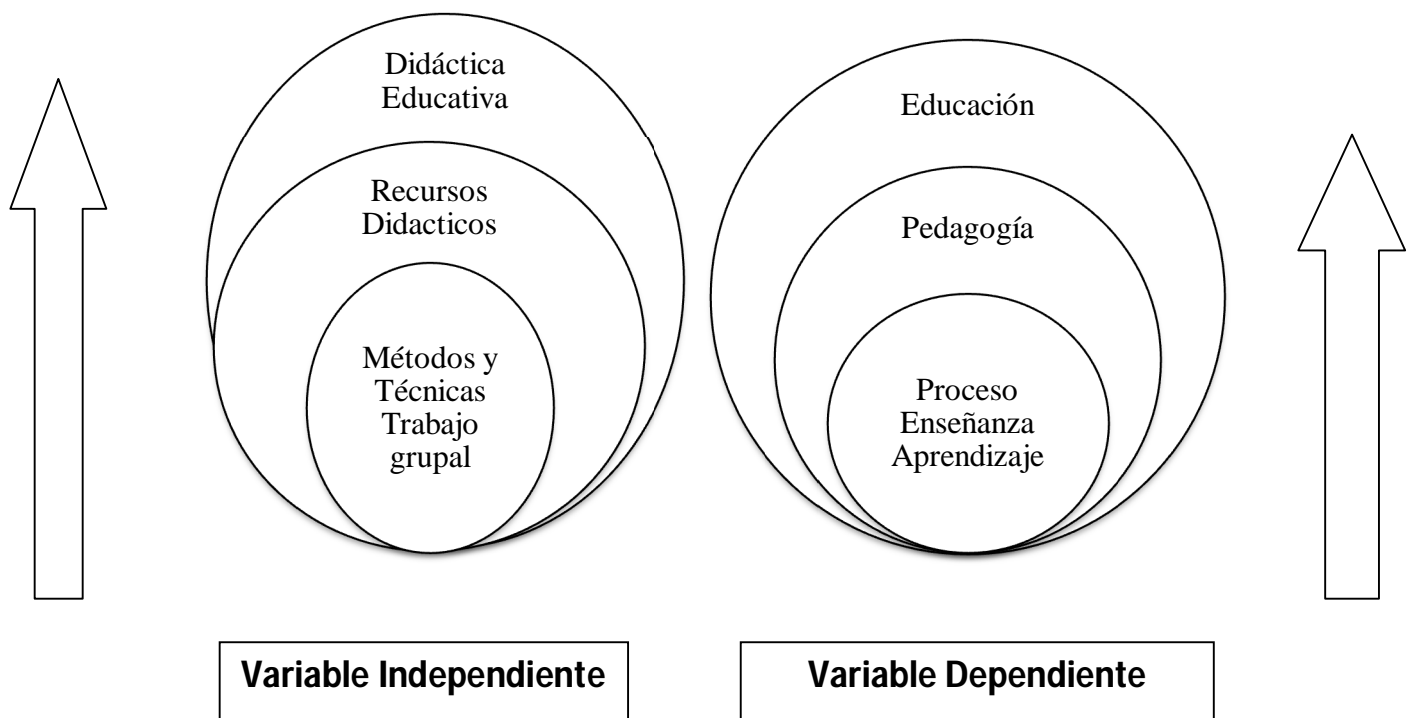 Didáctica
Educativa
Recursos
Didacticos
Métodos y
Técnicas
Trabajo
grupal
Educación
Pedagogía
Proceso
Enseñanza
Aprendizaje
Variable Independiente
Variable Dependiente